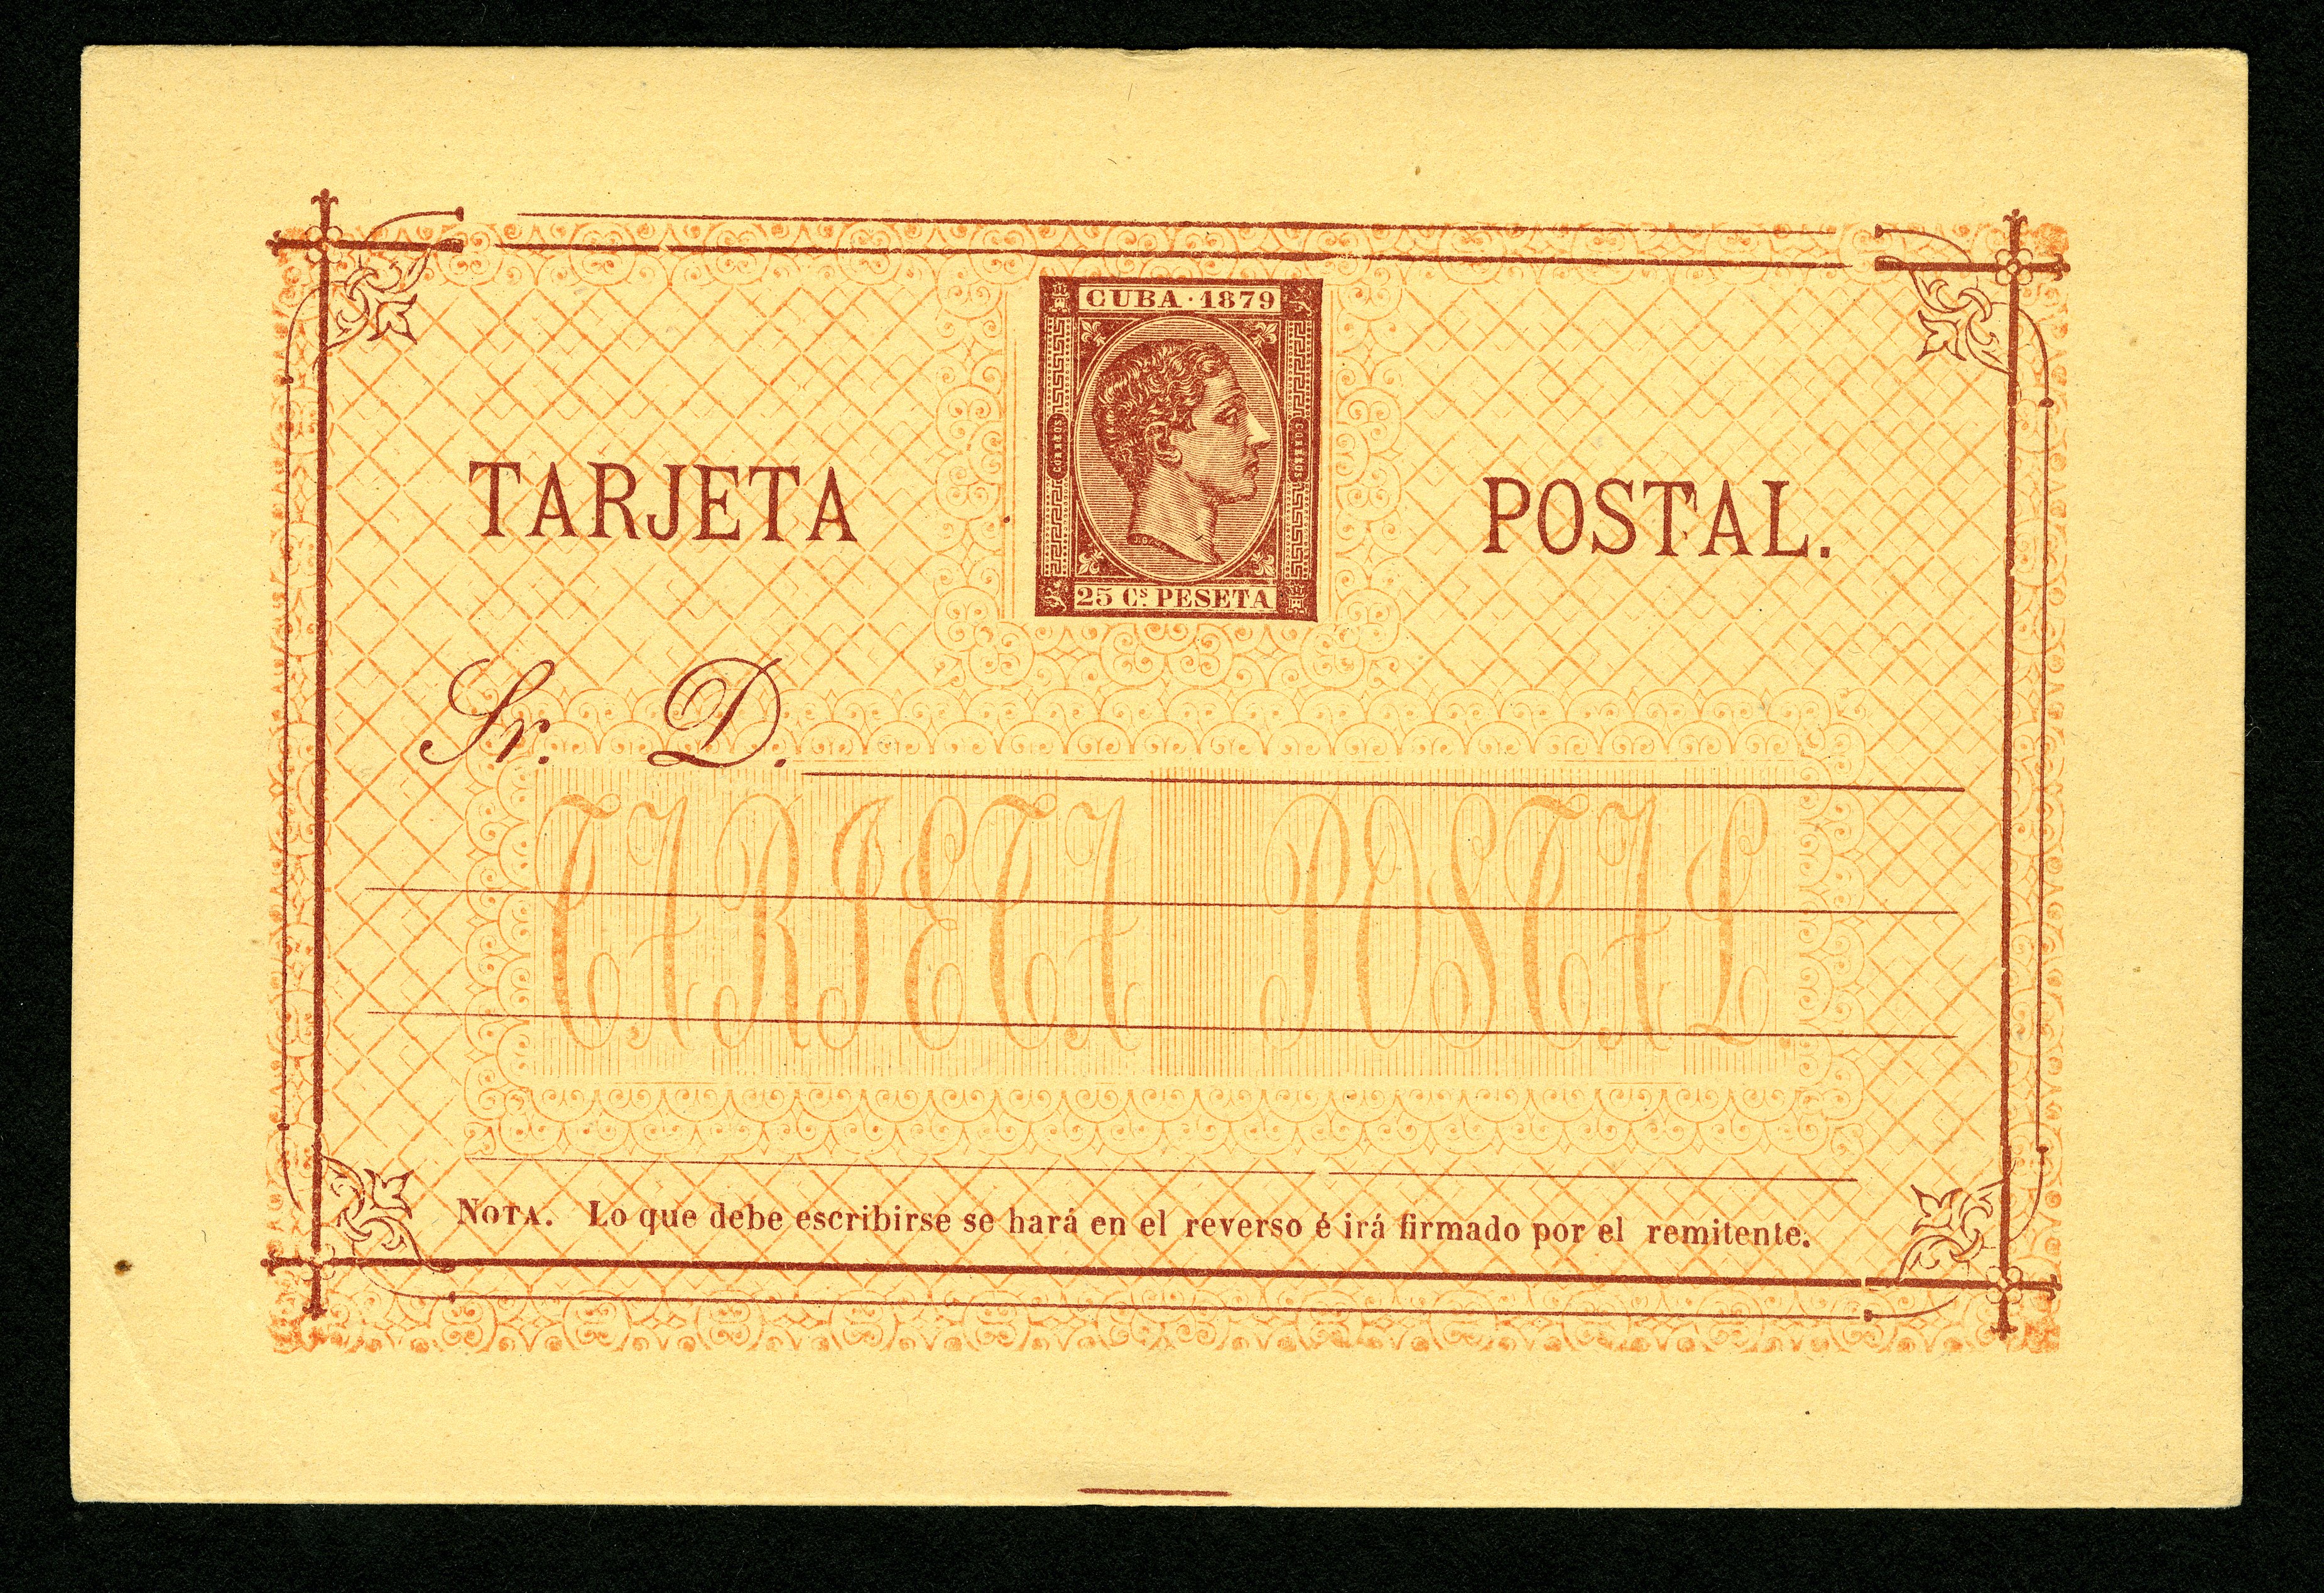 CUBA · 1879
CORREOS
CORREOS
25 Cˢ. PESETA
TARJETA POSTAL.
Sr. D.
TARJETA POSTAL
NOTA. Lo que debe escribirse se hará en el reverso é irá firmado por el remitente.